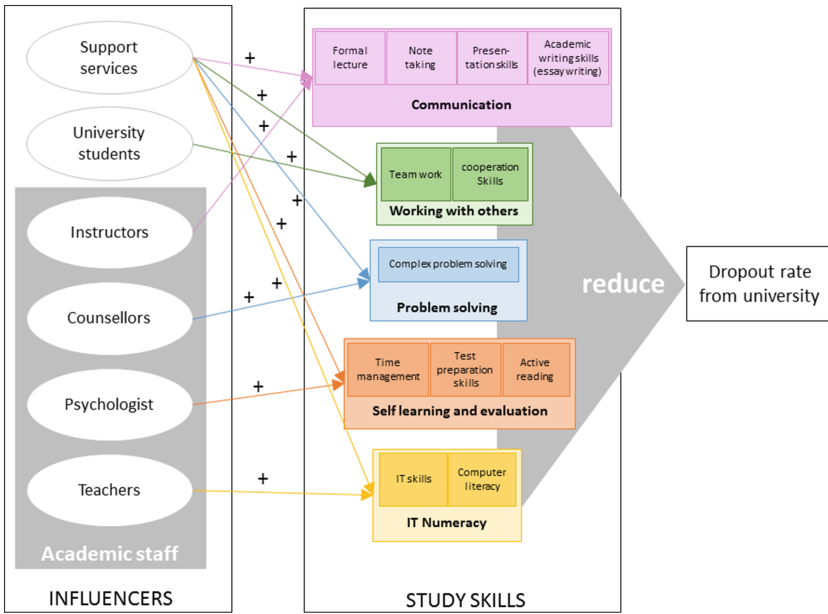 Support
services
University
students
Instructors
Counsellors
Psychologist
Teachers
Academic staff
INFLUENCERS
+
+
+
+
+
+
+
+
+
+
Formal
lecture
Note
taking
Presen-
tation skills
Academic
writing skills
(essay writing)
Communication
Team work
cooperation
Skills
Working with others
Complex problem solving
Problem solving
Time
management
Test
preparation
skills
Active
reading
Self learning and evaluation
IT skills
Computer
literacy
IT Numeracy
STUDY SKILLS
reduce
Dropout rate
from university